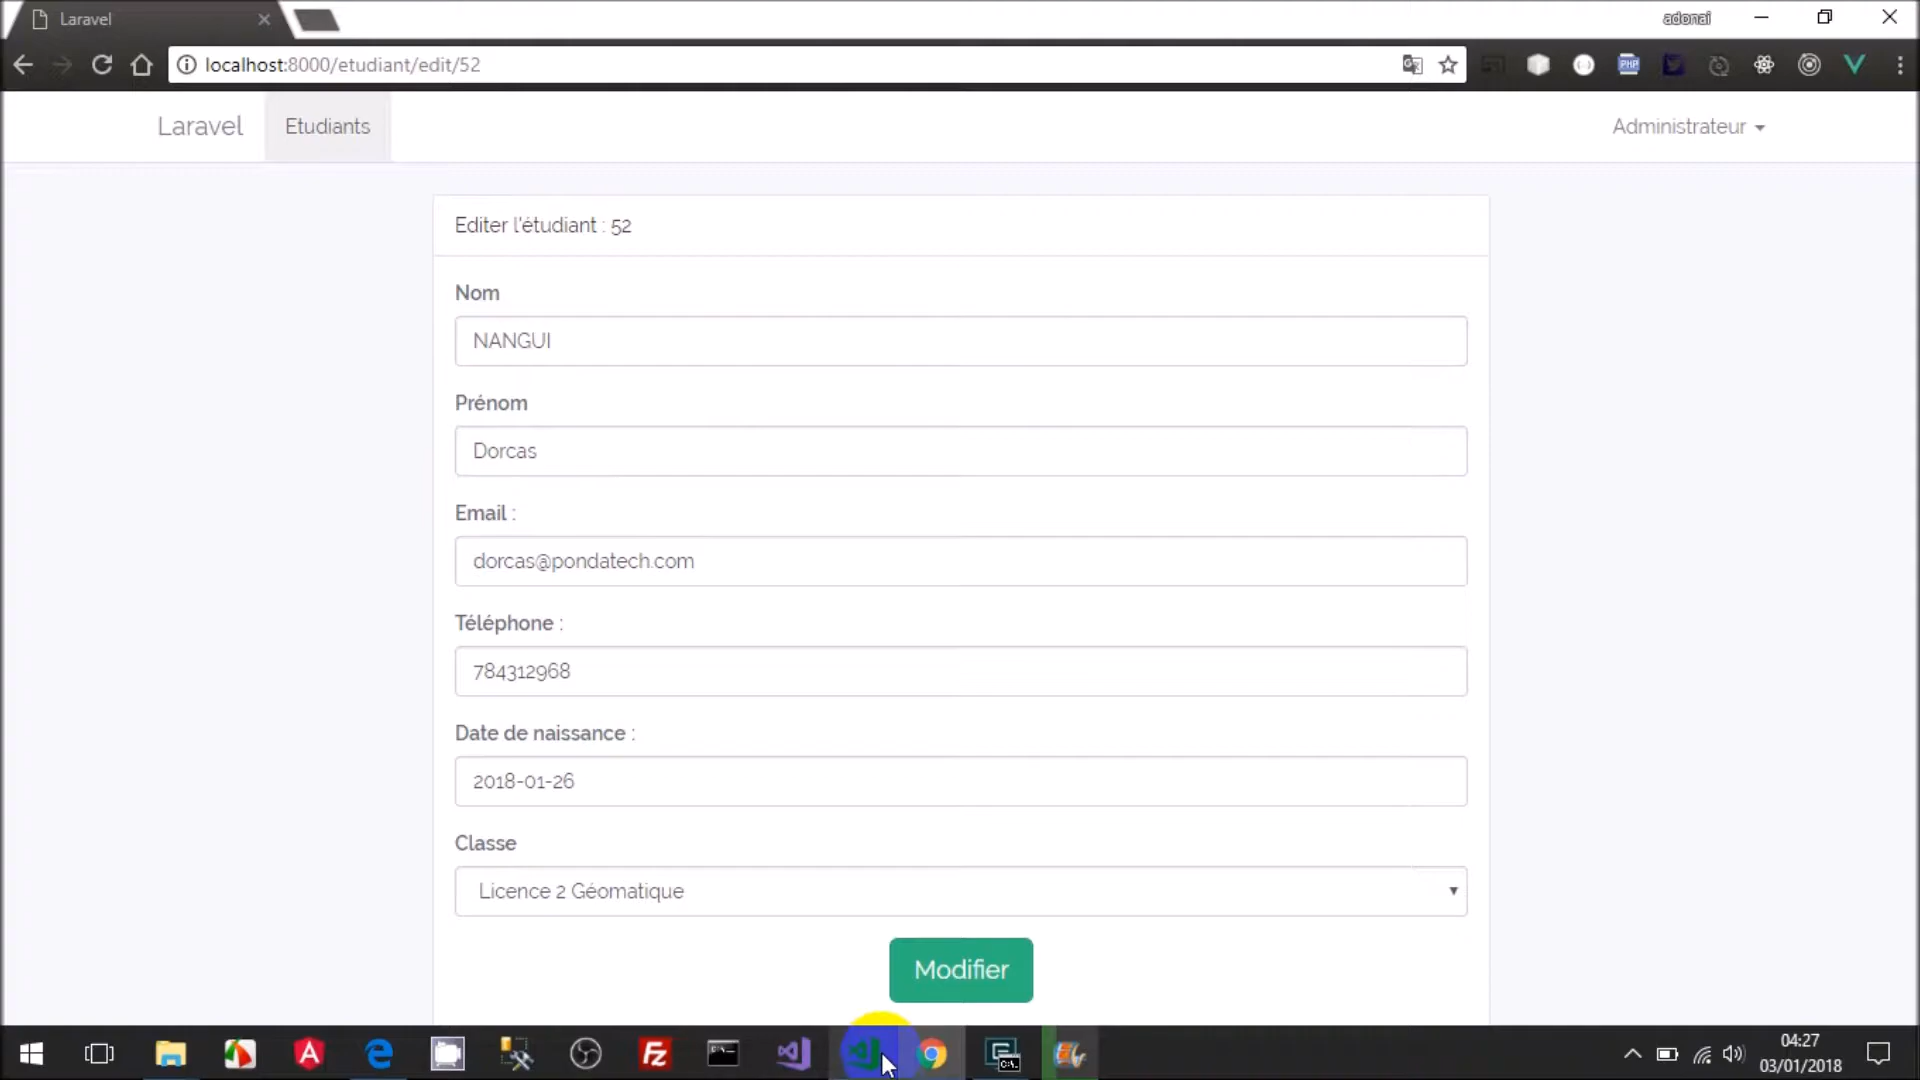 Laravel
adonai
localhost:8000/etudiant/edit/52
PHP
Laravel
Etudiants
Administrateur
Editer l'étudiant : 52
Nom
NANGUI
Prénom
Dorcas
Email :
dorcas@pondatech.com
Téléphone :
784312968
Date de naissance :
2018-01-26
Classe
Licence 2 Géomatique
Modifier
04:27
03/01/2018